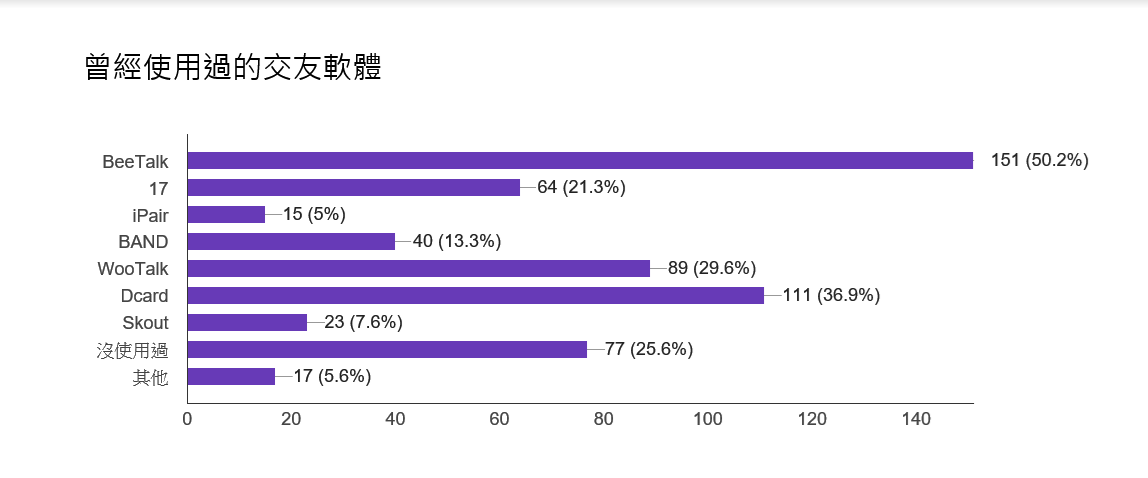 曾經使用過的交友軟體
BeeTalk 151 (50.2%)
17 64 (21.3%)
iPair 15 (5%)
BAND 40 (13.3%)
WooTalk 89 (29.6%)
Dcard 111 (36.9%)
Skout 23 (7.6%)
沒使用過 77 (25.6%)
其他 17 (5.6%)
0 20 40 60 80 100 120 140